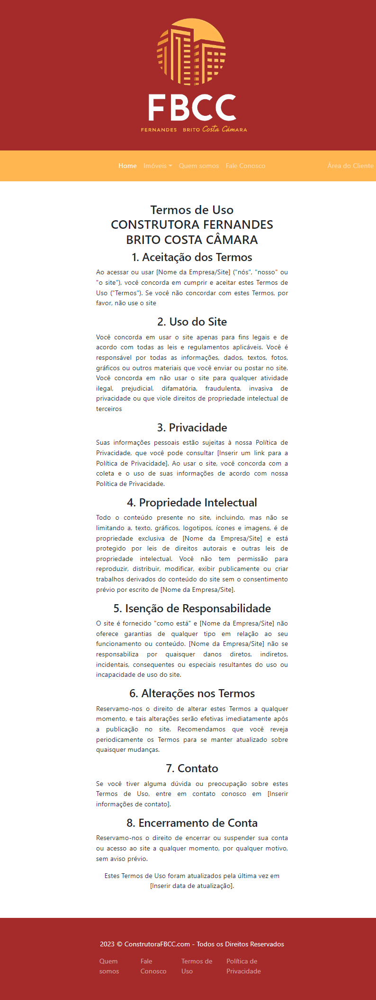 FBCC
FERNANDES BRITO Costa Câmara
Home Imóveis Quem somos Fale Conosco Área do Cliente
Termos de Uso
CONSTRUTORA FERNANDES
BRITO COSTA CÂMARA
1. Aceitação dos Termos
Ao acessar ou usar [Nome da Empresa/Site] ("nós", "nosso" ou
"o site"), você concorda em cumprir e aceitar estes Termos de
Uso ("Termos"). Se você não concordar com estes Termos, por
favor, não use o site
2. Uso do Site
Você concorda em usar o site apenas para fins legais e de
acordo com todas as leis e regulamentos aplicáveis. Você é
responsável por todas as informações, dados, textos, fotos,
gráficos ou outros materiais que você enviar ou postar no site.
Você concorda em não usar o site para qualquer atividade
ilegal, prejudicial, difamatória, fraudulenta, invasiva de
privacidade ou que viole direitos de propriedade intelectual de
terceiros
3. Privacidade
Suas informações pessoais estão sujeitas à nossa Política de
Privacidade, que você pode consultar [Inserir um link para a
Política de Privacidade]. Ao usar o site, você concorda com a
coleta e o uso de suas informações de acordo com nossa
Política de Privacidade.
4. Propriedade Intelectual
Todo o conteúdo presente no site, incluindo, mas não se
limitando a, texto, gráficos, logotipos, ícones e imagens, é de
propriedade exclusiva de [Nome da Empresa/Site] e está
protegido por leis de direitos autorais e outras leis de
propriedade intelectual. Você não tem permissão para
reproduzir, distribuir, modificar, exibir publicamente ou criar
trabalhos derivados do conteúdo do site sem o consentimento
prévio por escrito de [Nome da Empresa/Site].
5. Isenção de Responsabilidade
O site é fornecido "como está" e [Nome da Empresa/Site] não
oferece garantias de qualquer tipo em relação ao seu
funcionamento ou conteúdo. [Nome da Empresa/Site] não se
responsabiliza por quaisquer danos diretos, indiretos,
incidentais, consequentes ou especiais resultantes do uso ou
incapacidade de uso do site.
6. Alterações nos Termos
Reservamo-nos o direito de alterar estes Termos a qualquer
momento, e tais alterações serão efetivas imediatamente após
a publicação no site. Recomendamos que você reveja
periodicamente os Termos para se manter atualizado sobre
quaisquer mudanças.
7. Contato
Se você tiver alguma dúvida ou preocupação sobre estes
Termos de Uso, entre em contato conosco em [Inserir
informações de contato].
8. Encerramento de Conta
Reservamo-nos o direito de encerrar ou suspender sua conta
ou acesso ao site a qualquer momento, por qualquer motivo,
sem aviso prévio.
Estes Termos de Uso foram atualizados pela última vez em
[Inserir data de atualização].
2023 © ConstrutoraFBCC.com - Todos os Direitos Reservados
Quem
somos
Fale
Conosco
Termos de
Uso
Política de
Privacidade